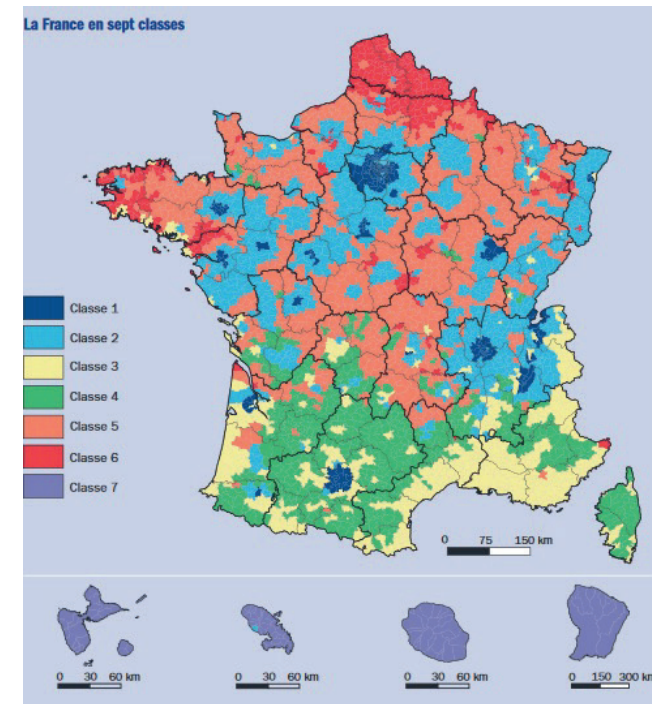 La France en sept classes
Classe 1
Classe 2
Classe 3
Classe 4
Classe 5
Classe 6
Classe 7
0 75 150 km
0 30 60 km
0 30 60 km
0 30 60 km
0 150 300 km